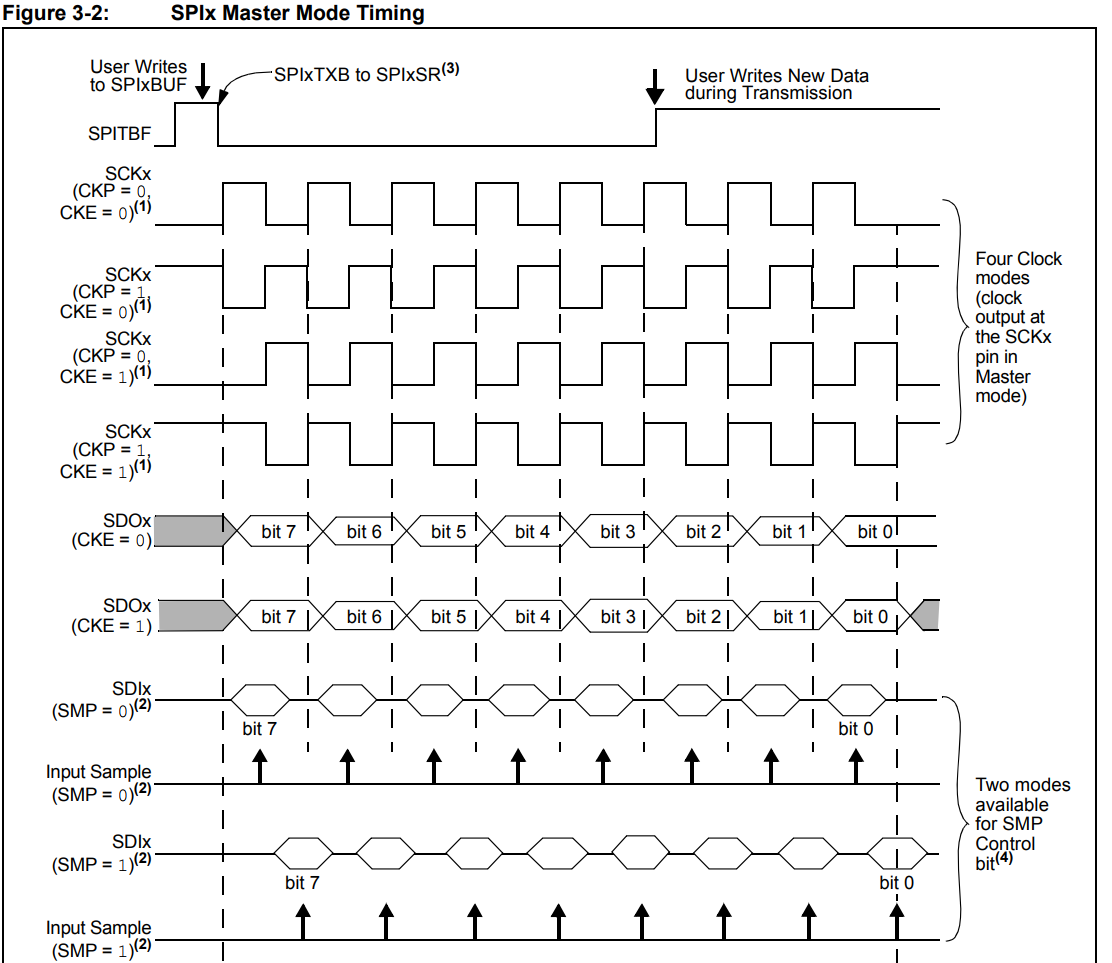 Figure 3-2: SPIx Master Mode Timing
User Writes
to SPIxBUF
SPIxTXB to SPIxSR(3)
User Writes New Data
during Transmission
SPITBF
SCKx
(CKP = 0,
CKE = 0)(1)
SCKx
(CKP = 1,
CKE = 0)(1)
SCKx
(CKP = 0,
CKE = 1)(1)
SCKx
(CKP = 1,
CKE = 1)(1)
Four Clock
modes
(clock
output at
the SCKx
pin in
Master
mode)
SDOx
(CKE = 0)
bit 7 bit 6 bit 5 bit 4 bit 3 bit 2 bit 1 bit 0
SDOx
(CKE = 1)
bit 7 bit 6 bit 5 bit 4 bit 3 bit 2 bit 1 bit 0
SDIx
(SMP = 0)(2)
bit 7 bit 0
Input Sample
(SMP = 0)(2)
SDIx
(SMP = 1)(2)
bit 7 bit 0
Input Sample
(SMP = 1)(2)
Two modes
available
for SMP
Control
bit(4)